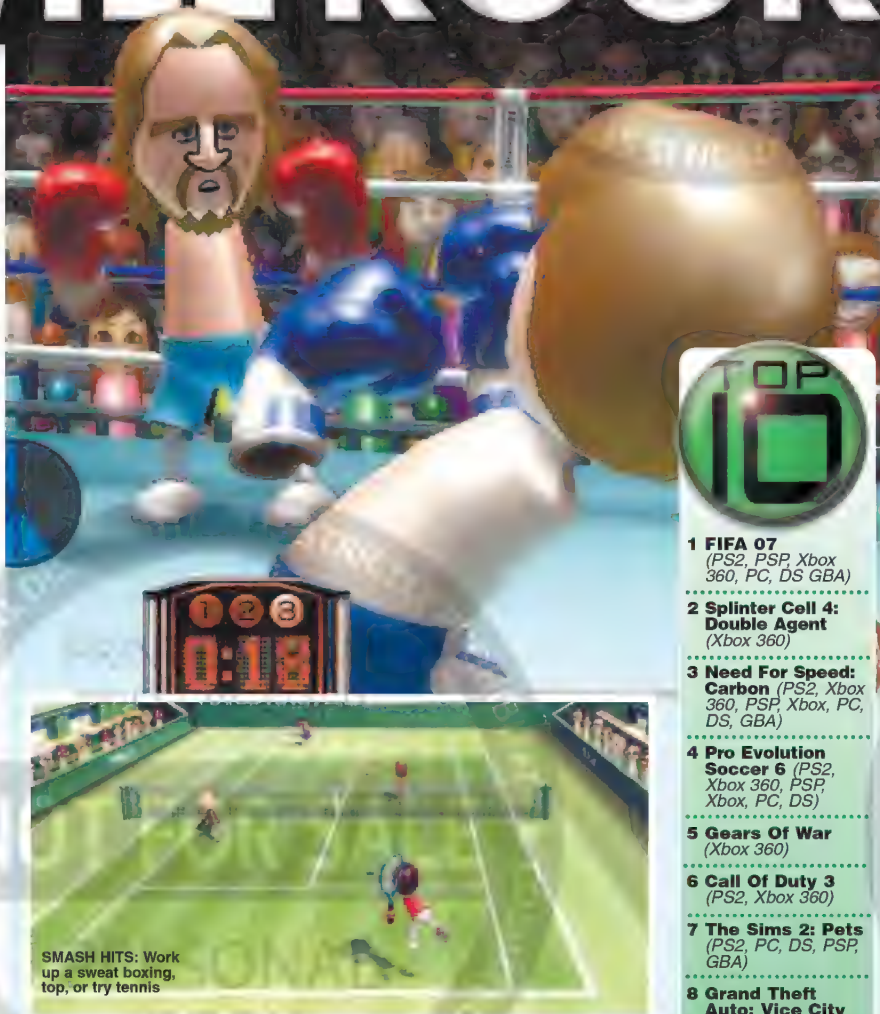 1 2 3
0:18
SMASH HITS: Work
up a sweat boxing,
top, or try tennis
TOP
10
1 FIFA 07
(PS2, PSP, Xbox
360, PC, DS GBA)
2 Splinter Cell 4:
Double Agent
(Xbox 360)
3 Need For Speed:
Carbon (PS2, Xbox
360, PSP, Xbox, PC,
DS, GBA)
4 Pro Evolution
Soccer 6 (PS2,
Xbox 360, PSP,
Xbox, PC, DS)
5 Gears Of War
(Xbox 360)
6 Call Of Duty 3
(PS2, Xbox 360)
7 The Sims 2: Pets
(PS2, PC, DS, PSP,
GBA)
8 Grand Theft
Auto: Vice City